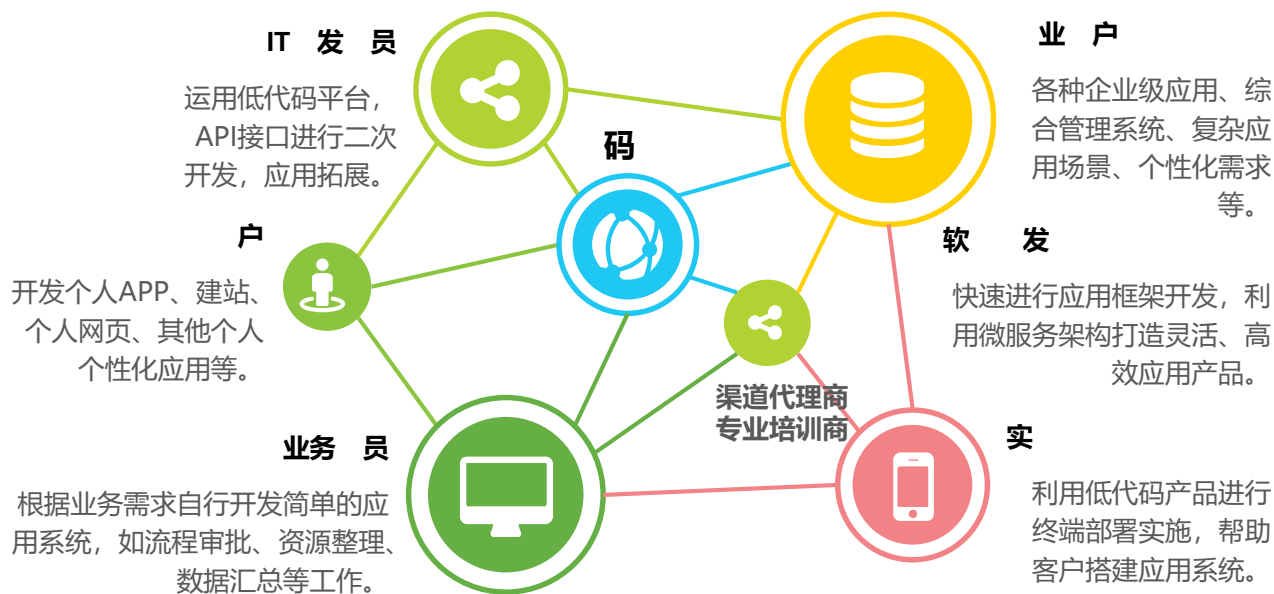 IT 发 员
运用低代码平台，
API接口进行二次
开发，应用拓展。
码
业 户
各种企业级应用、综
合管理系统、复杂应
用场景、个性化需求
等。
户
开发个人APP、建站、
个人网页、其他个人
个性化应用等。
软 发
快速进行应用框架开发，利
用微服务架构打造灵活、高
效应用产品。
渠道代理商
专业培训商
业务 员
根据业务需求自行开发简单的应
用系统，如流程审批、资源整理、
数据汇总等工作。
实
利用低代码产品进行
终端部署实施，帮助
客户搭建应用系统。